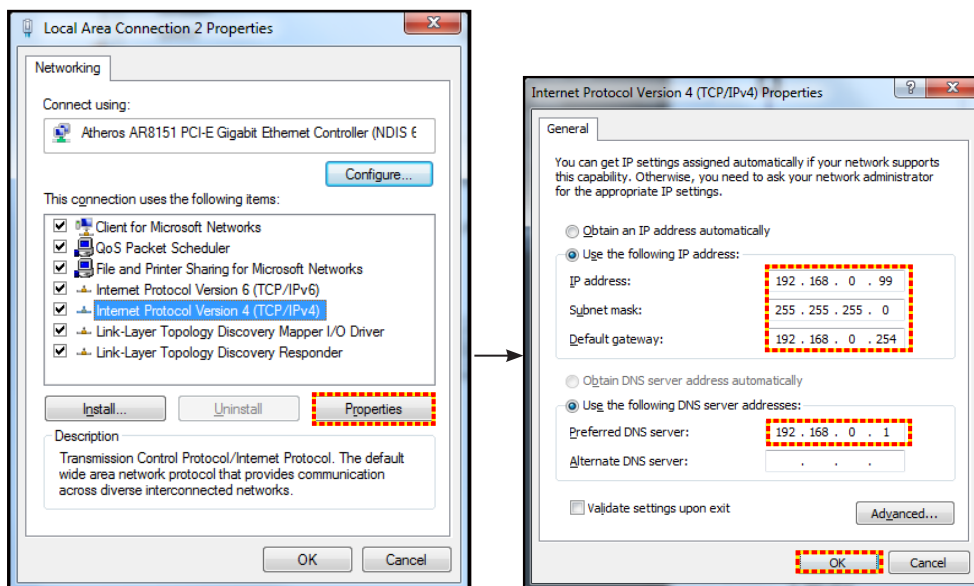 Local Area Connection 2 Properties
Networking
Connect using:
Atheros AR8151 PCI-E Gigabit Ethernet Controller (NDIS 6
Configure...
This connection uses the following items:
Client for Microsoft Networks
QoS Packet Scheduler
File and Printer Sharing for Microsoft Networks
Internet Protocol Version 6 (TCP/IPv6)
Internet Protocol Version 4 (TCP/IPv4)
Link-Layer Topology Discovery Mapper I/O Driver
Link-Layer Topology Discovery Responder
Install...
Uninstall
Properties
Description
Transmission Control Protocol/Internet Protocol. The default
wide area network protocol that provides communication
across diverse interconnected networks.
OK
Cancel
Internet Protocol Version 4 (TCP/IPv4) Properties
General
You can get IP settings assigned automatically if your network supports
this capability. Otherwise, you need to ask your network administrator
for the appropriate IP settings.
Obtain an IP address automatically
Use the following IP address:
IP address: 192 . 168 . 0 . 99
Subnet mask: 255 . 255 . 255 . 0
Default gateway: 192 . 168 . 0 . 254
Obtain DNS server address automatically
Use the following DNS server addresses:
Preferred DNS server: 192 . 168 . 0 . 1
Alternate DNS server: . . .
Validate settings upon exit
Advanced...
OK
Cancel